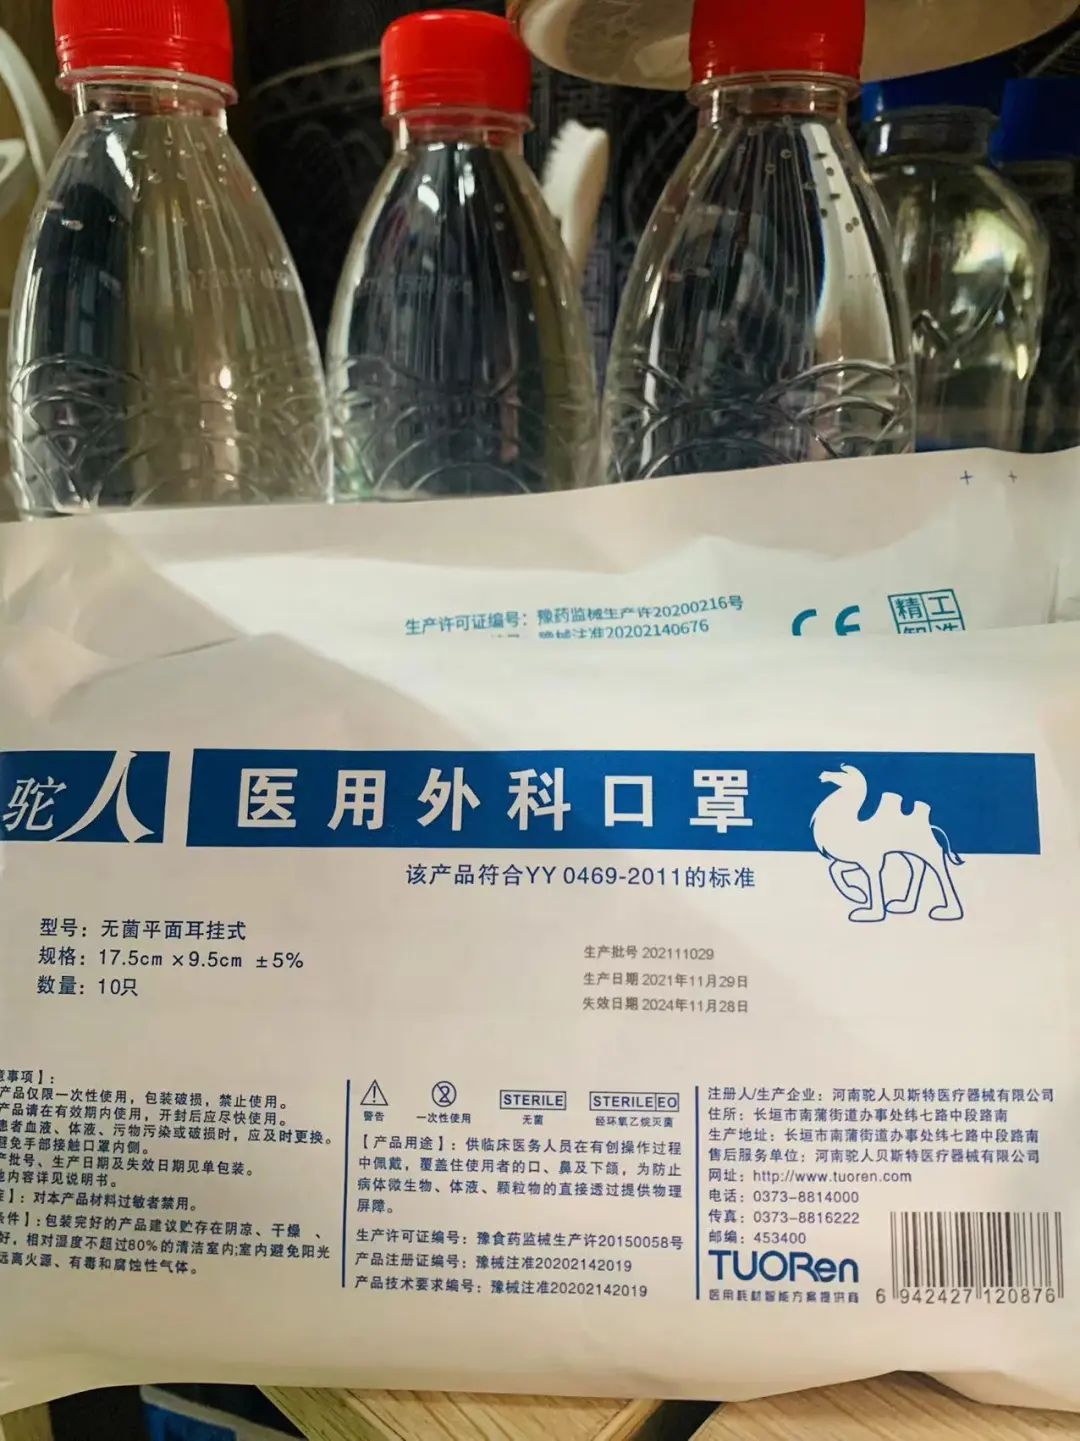 生产许可证编号：豫药监械生产许20200216号
豫械注准20202140676
CE
精工
驼人
医用外科口罩
该产品符合YY 0469-2011的标准
型号：无菌平面耳挂式
规格：17.5cm ×9.5cm ±5%
数量：10只
生产批号 202111029
生产日期 2021年11月29日
失效日期 2024年11月28日
意事项】：
产品仅限一次性使用，包装破损，禁止使用。
产品请在有效期内使用，开封后应尽快使用。
患者血液、体液、污物污染或破损时，应及时更换。
避免手部接触口罩内侧。
产批号、生产日期及失效日期见单包装。
他内容详见说明书。
】：对本产品材料过敏者禁用。
条件】：包装完好的产品建议贮存在阴凉、干燥 、
好，相对湿度不超过80%的清洁室内;室内避免阳光
远离火源、有毒和腐蚀性气体。
警告
一次性使用
STERILE
无菌
STERILE EO
经环氧乙烷灭菌
【产品用途】：供临床医务人员在有创操作过程
中佩戴，覆盖住使用者的口、鼻及下颌，为防止
病体微生物、体液、颗粒物的直接透过提供物理
屏障。
生产许可证编号：豫食药监械生产许20150058号
产品注册证编号：豫械注准20202142019
产品技术要求编号：豫械注准20202142019
注册人/生产企业：河南驼人贝斯特医疗器械有限公司
住所：长垣市南蒲街道办事处纬七路中段路南
生产地址：长垣市南蒲街道办事处纬七路中段路南
售后服务单位：河南驼人贝斯特医疗器械有限公司
网址：http://www.tuoren.com
电话：0373-8814000
传真：0373-8816222
邮编：453400
TUORen
医用耗材智能方案提供商
6 942427 120876